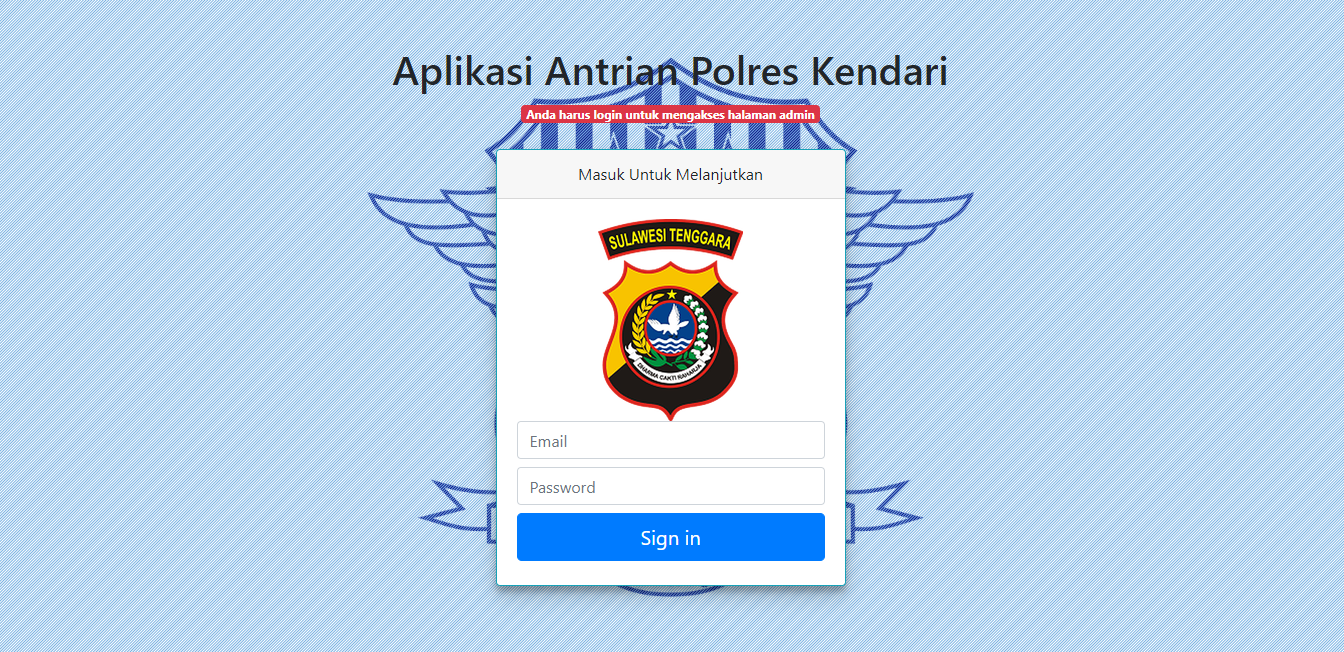 Aplikasi Antrian Polres Kendari
Anda harus login untuk mengakses halaman admin
Masuk Untuk Melanjutkan
SULAWESI TENGGARA
DHARMA CAKTI RAHARJA
Email
Password
Sign in